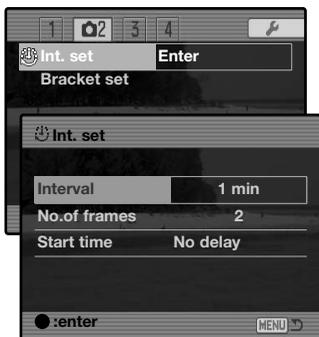 1 2 3 4
Int. set Enter
Bracket set
Int. set
Interval 1 min
No.of frames 2
Start time No delay
:enter MENU